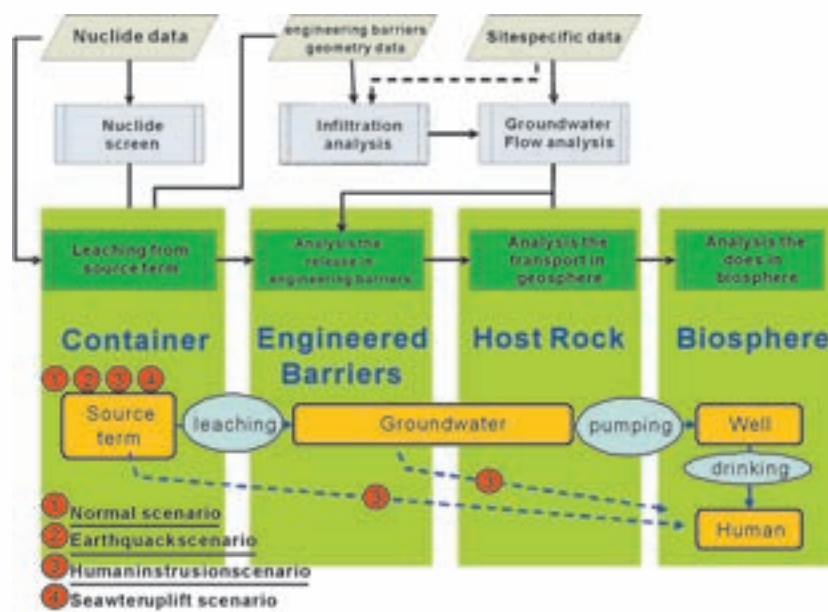 Nuclide data
engineering barriers
geometry data
Sitespecific data
Nuclide
screen
Infiltration
analysis
Groundwater
Flow analysis
Leaching from
source term
Analysis the
release in
engineering barriers
Analysis the
transport in
geosphere
Analysis the
does in
biosphere
Container
Engineered
Barriers
Host Rock
Biosphere
1 2 3 4
Source
term
leaching
Groundwater
pumping
Well
drinking
3
3
Human
1 Normal scenario
2 Earthquackscenario
3 Humaninstrusionscenario
4 Seawteruplift scenario